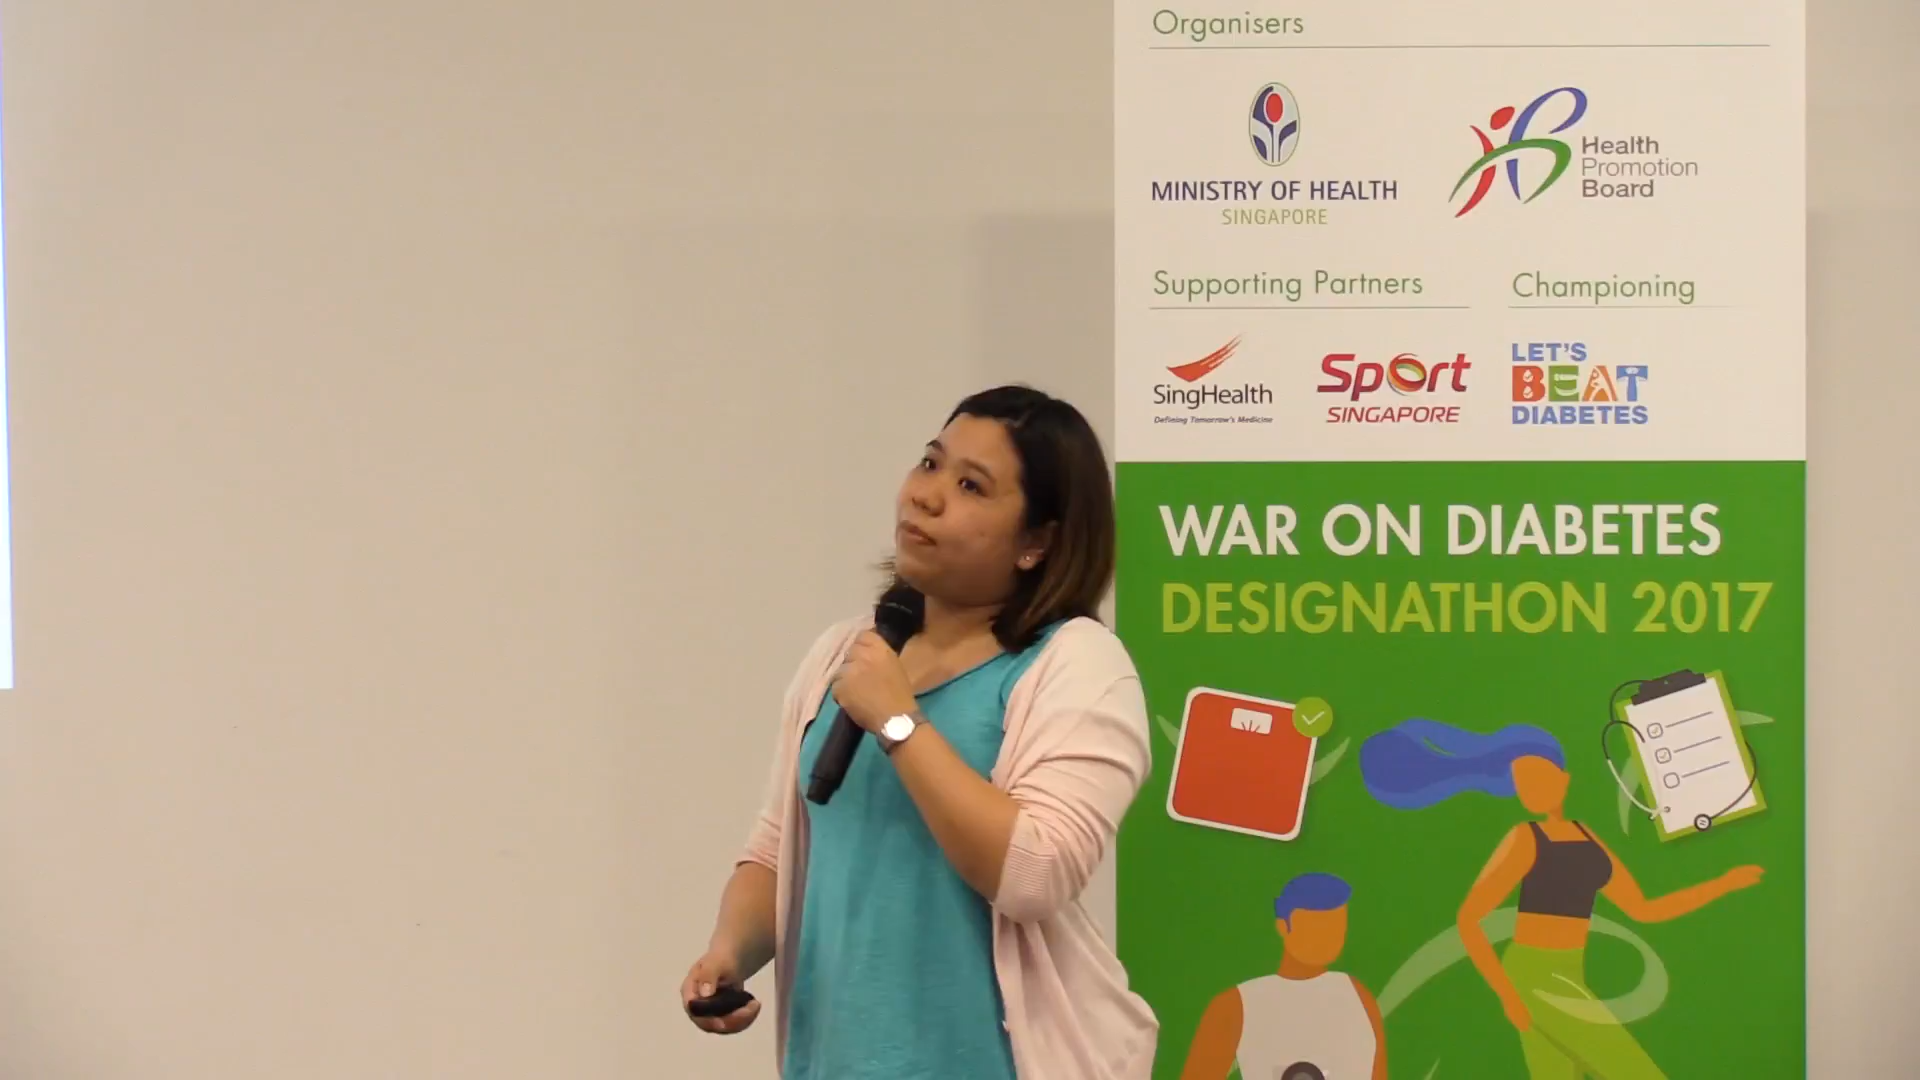 Organisers
MINISTRY OF HEALTH
SINGAPORE
Health
Promotion
Board
Supporting Partners
Championing
SingHealth
Defining Tomorrow's Medicine
Sport
SINGAPORE
LET'S
BEAT
DIABETES
WAR ON DIABETES
DESIGNATHON 2017